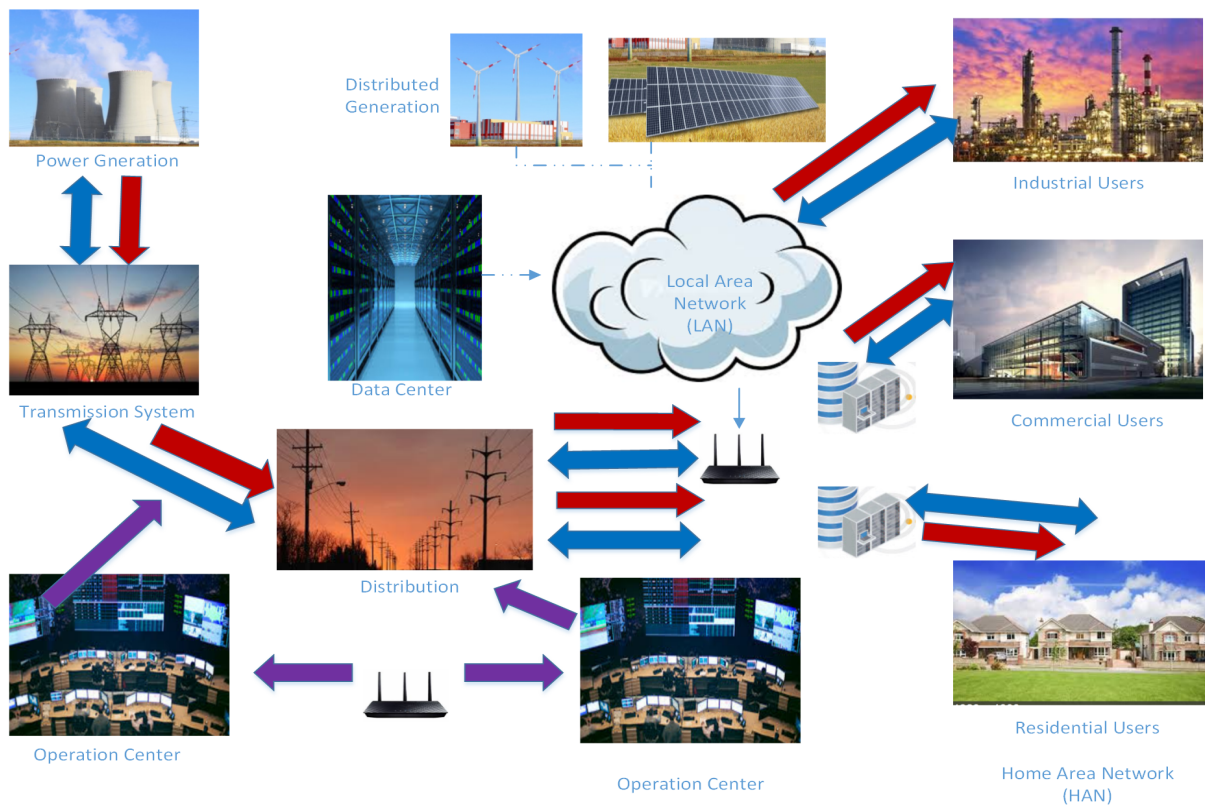 Distributed
Generation
Power Gneration
Industrial Users
Local Area
Network
(LAN)
Data Center
Transmission System
Commercial Users
Distribution
Operation Center
Operation Center
Residential Users
Home Area Network
(HAN)